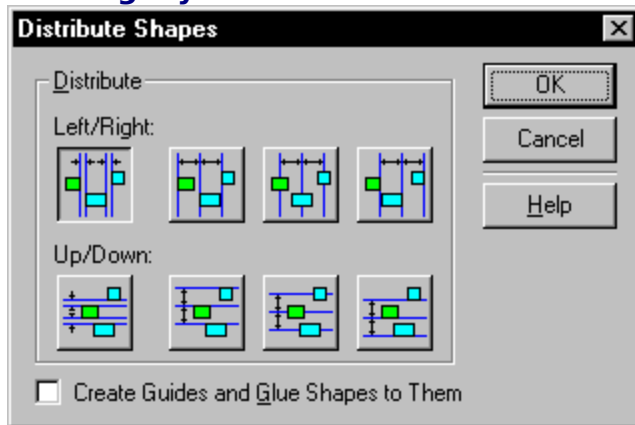 Distribute Shapes
Distribute
OK
Left/Right:
Cancel
Help
Up/Down:
Create Guides and Glue Shapes to Them